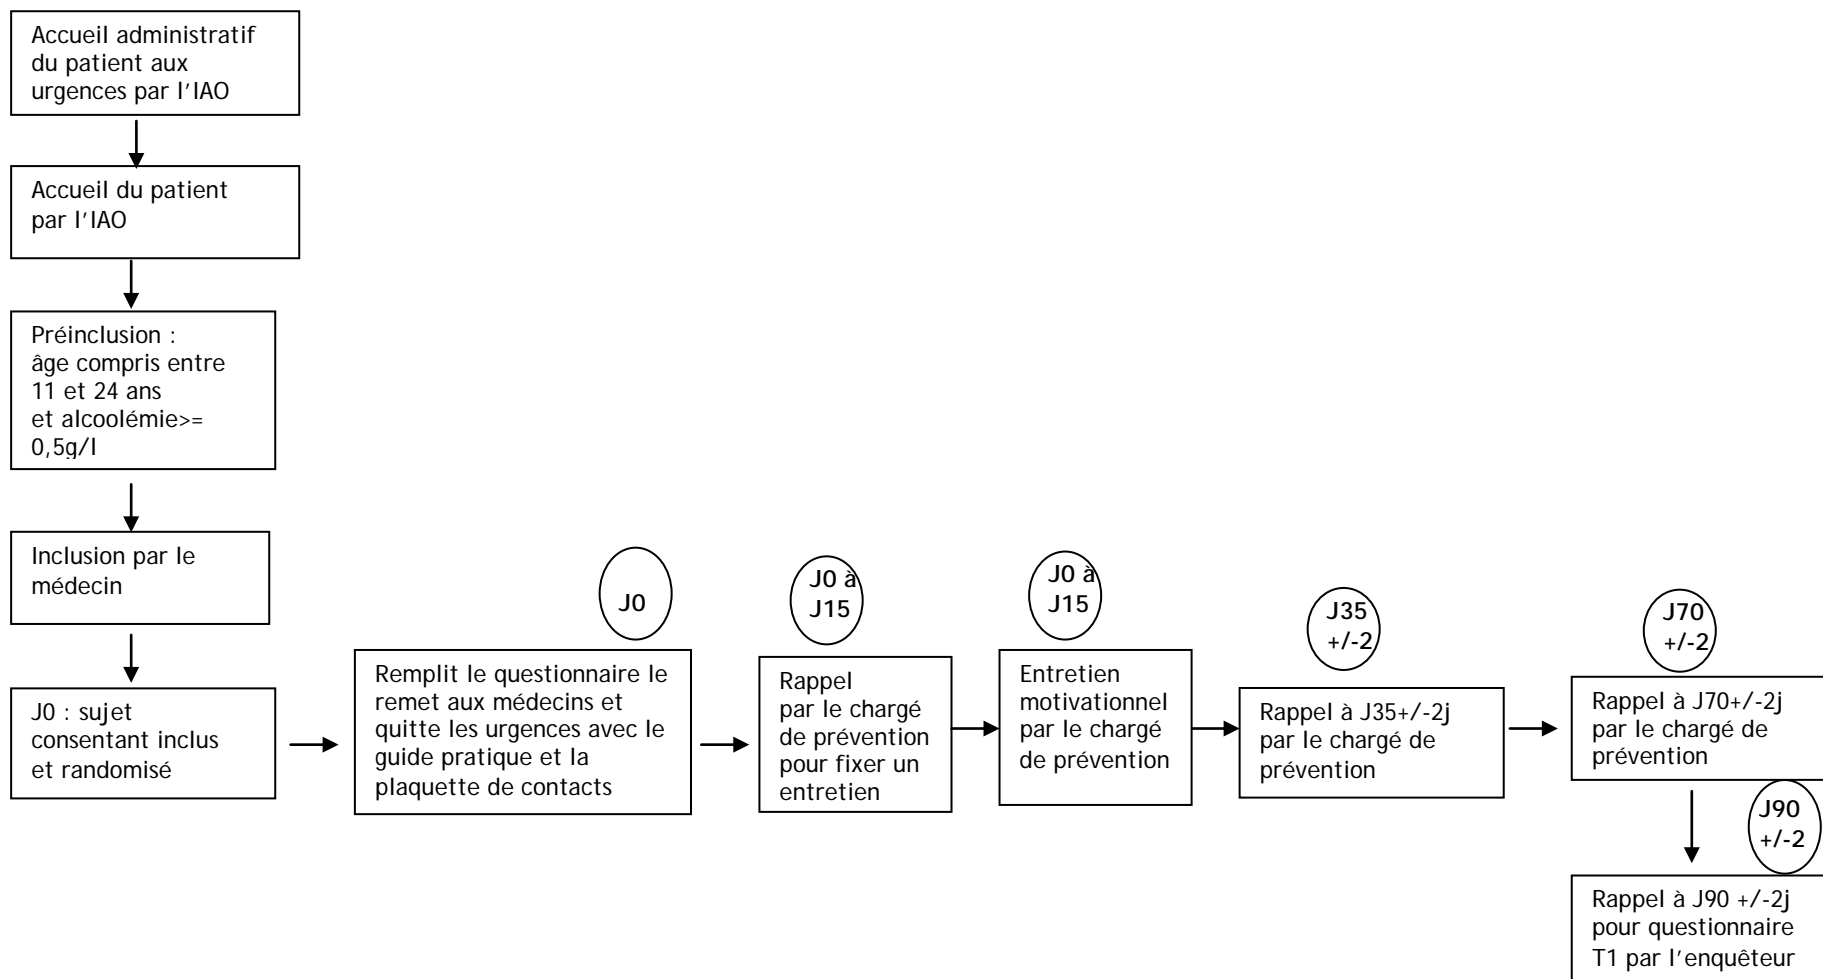 Accueil administratif
du patient aux
urgences par l'IAO
Accueil du patient
par l'IAO
Préinclusion :
âge compris entre
11 et 24 ans
et alcoolémie>=
0,5g/l
Inclusion par le
médecin
J0 : sujet
consentant inclus
et randomisé
J0
Remplit le questionnaire le
remet aux médecins et
quitte les urgences avec le
guide pratique et la
plaquette de contacts
J0 à
J15
Rappel
par le chargé
de prévention
pour fixer un
entretien
J0 à
J15
Entretien
motivationnel
par le chargé
de prévention
J35
+/-2
Rappel à J35+/-2j
par le chargé de
prévention
J70
+/-2
Rappel à J70+/-2j
par le chargé de
prévention
J90
+/-2
Rappel à J90 +/-2j
pour questionnaire
T1 par l'enquêteur